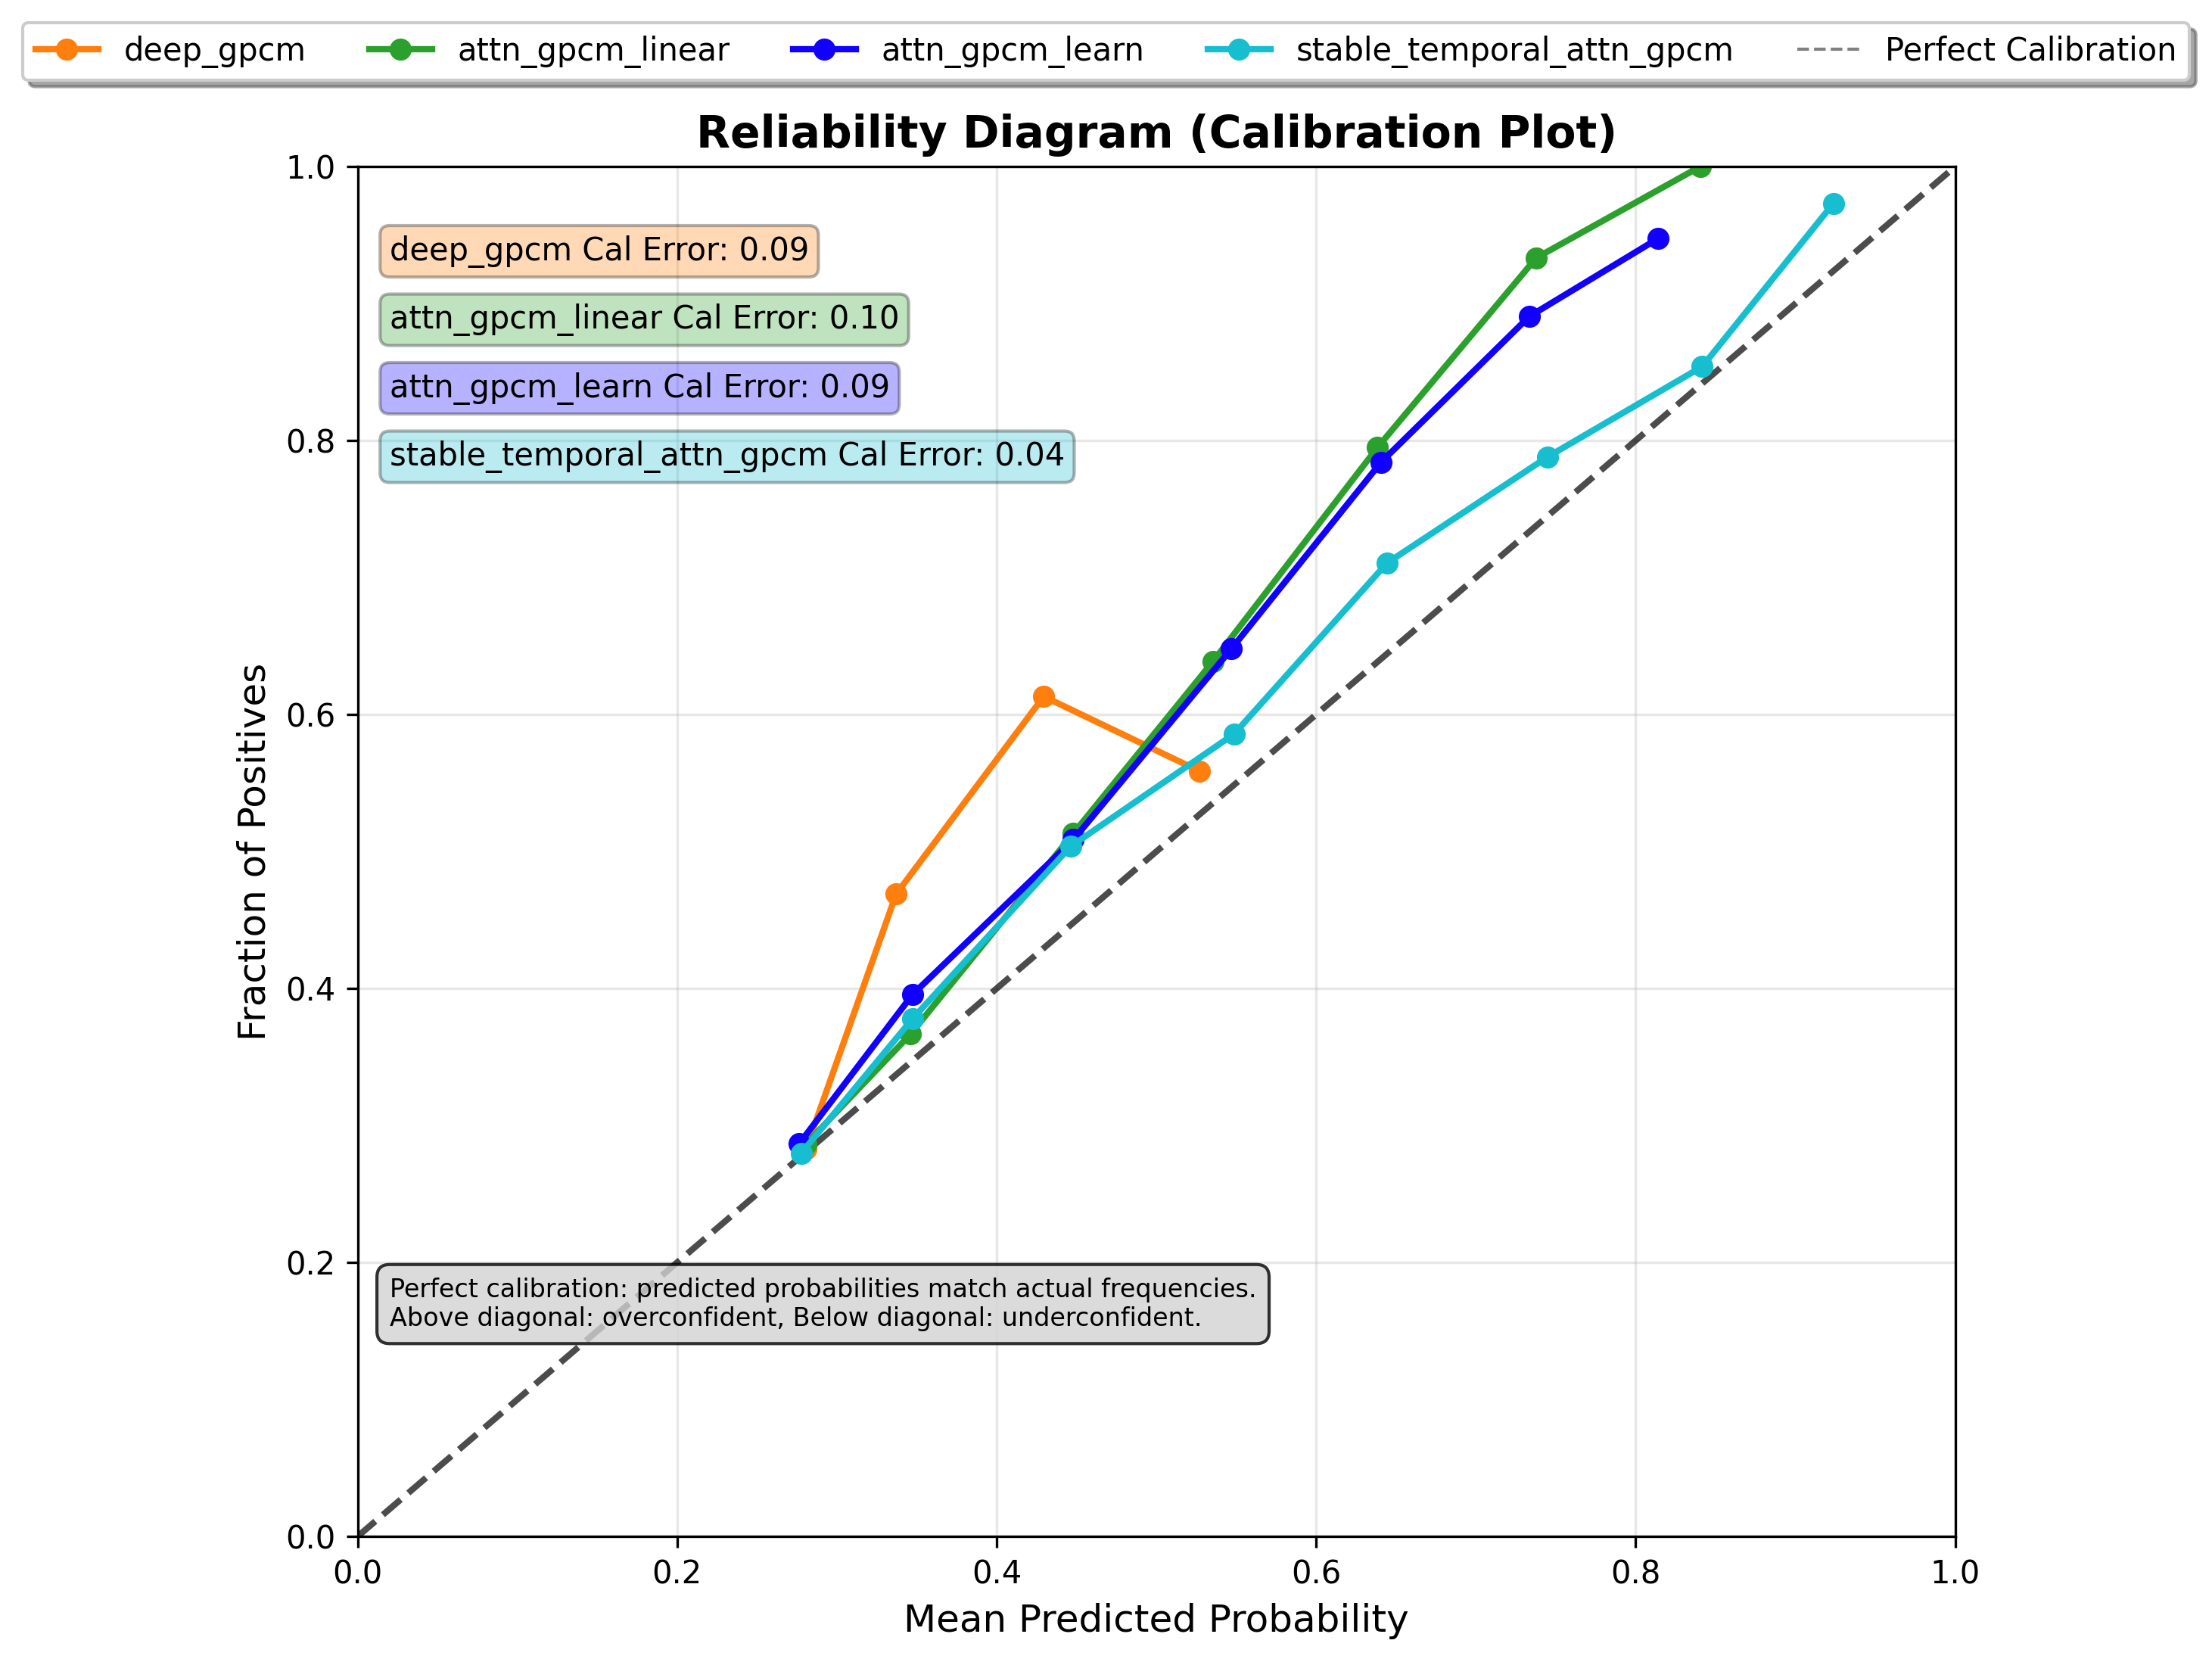 deep_gpcm attn_gpcm_linear attn_gpcm_learn stable_temporal_attn_gpcm Perfect Calibration
Reliability Diagram (Calibration Plot)
1.0
deep_gpcm Cal Error: 0.09
attn_gpcm_linear Cal Error: 0.10
attn_gpcm_learn Cal Error: 0.09
0.8
stable_temporal_attn_gpcm Cal Error: 0.04
0.6
Fraction of Positives
0.4
0.2
Perfect calibration: predicted probabilities match actual frequencies.
Above diagonal: overconfident, Below diagonal: underconfident.
0.0
0.0 0.2 0.4 0.6 0.8 1.0
Mean Predicted Probability